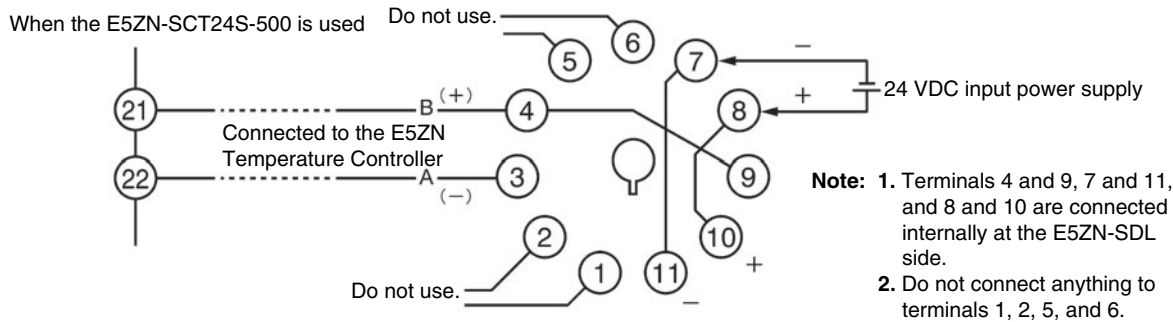 When the E5ZN-SCT24S-500 is used
Do not use.
6
5
7
−
24 VDC input power supply
+
8
21
B (+)
4
Connected to the E5ZN
Temperature Controller
22
A
(−)
3
9
2
10
+
1
11
−
Do not use.
Note: 1. Terminals 4 and 9, 7 and 11,
and 8 and 10 are connected
internally at the E5ZN-SDL
side.
2. Do not connect anything to
terminals 1, 2, 5, and 6.